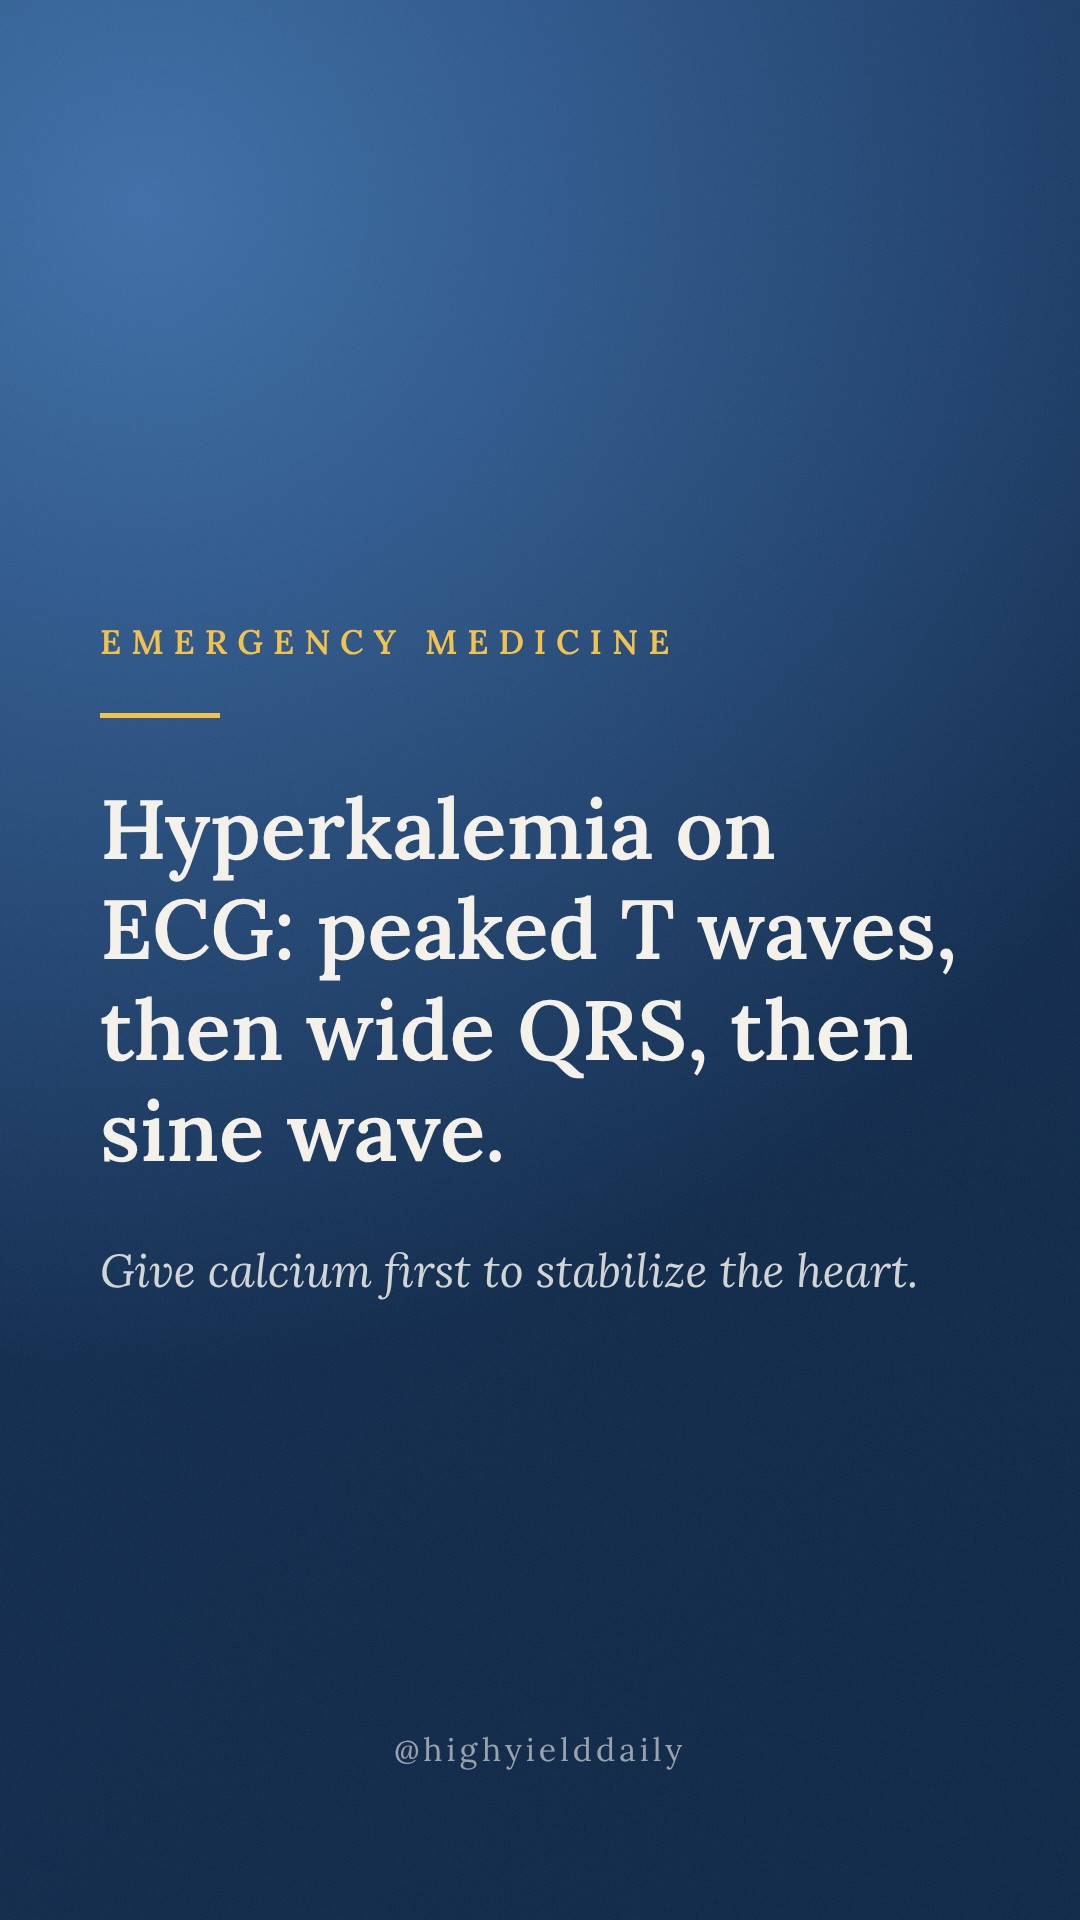 EMERGENCY MEDICINE
Hyperkalemia on
ECG: peaked T waves,
then wide QRS, then
sine wave.
Give calcium first to stabilize the heart.
@highyielddaily